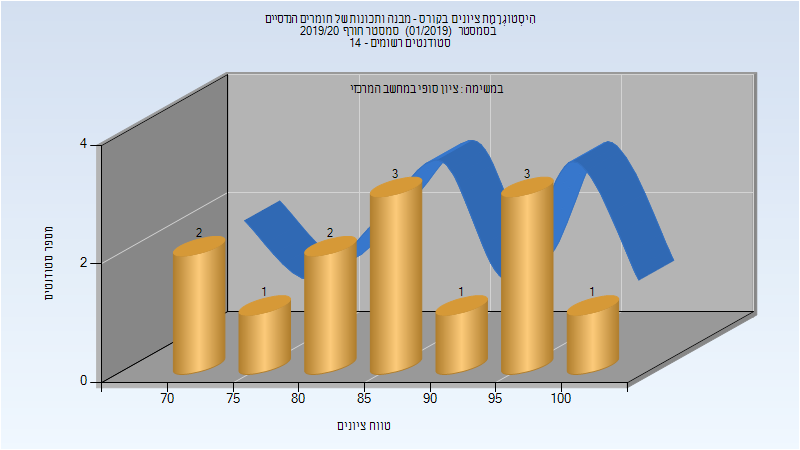 היסטוגרמת ציונים בקורס - מבנה ותכונות של חומרים הנדסיים
בסמסטר (01/2019) סמסטר חורף 2019/20
סטודנטים רשומים - 14
במשימה : ציון סופי במחשב המרכזי
מספר סטודנטים
4
2
0
2
1
2
3
1
3
1
70
75
80
85
90
95
100
טווח ציונים